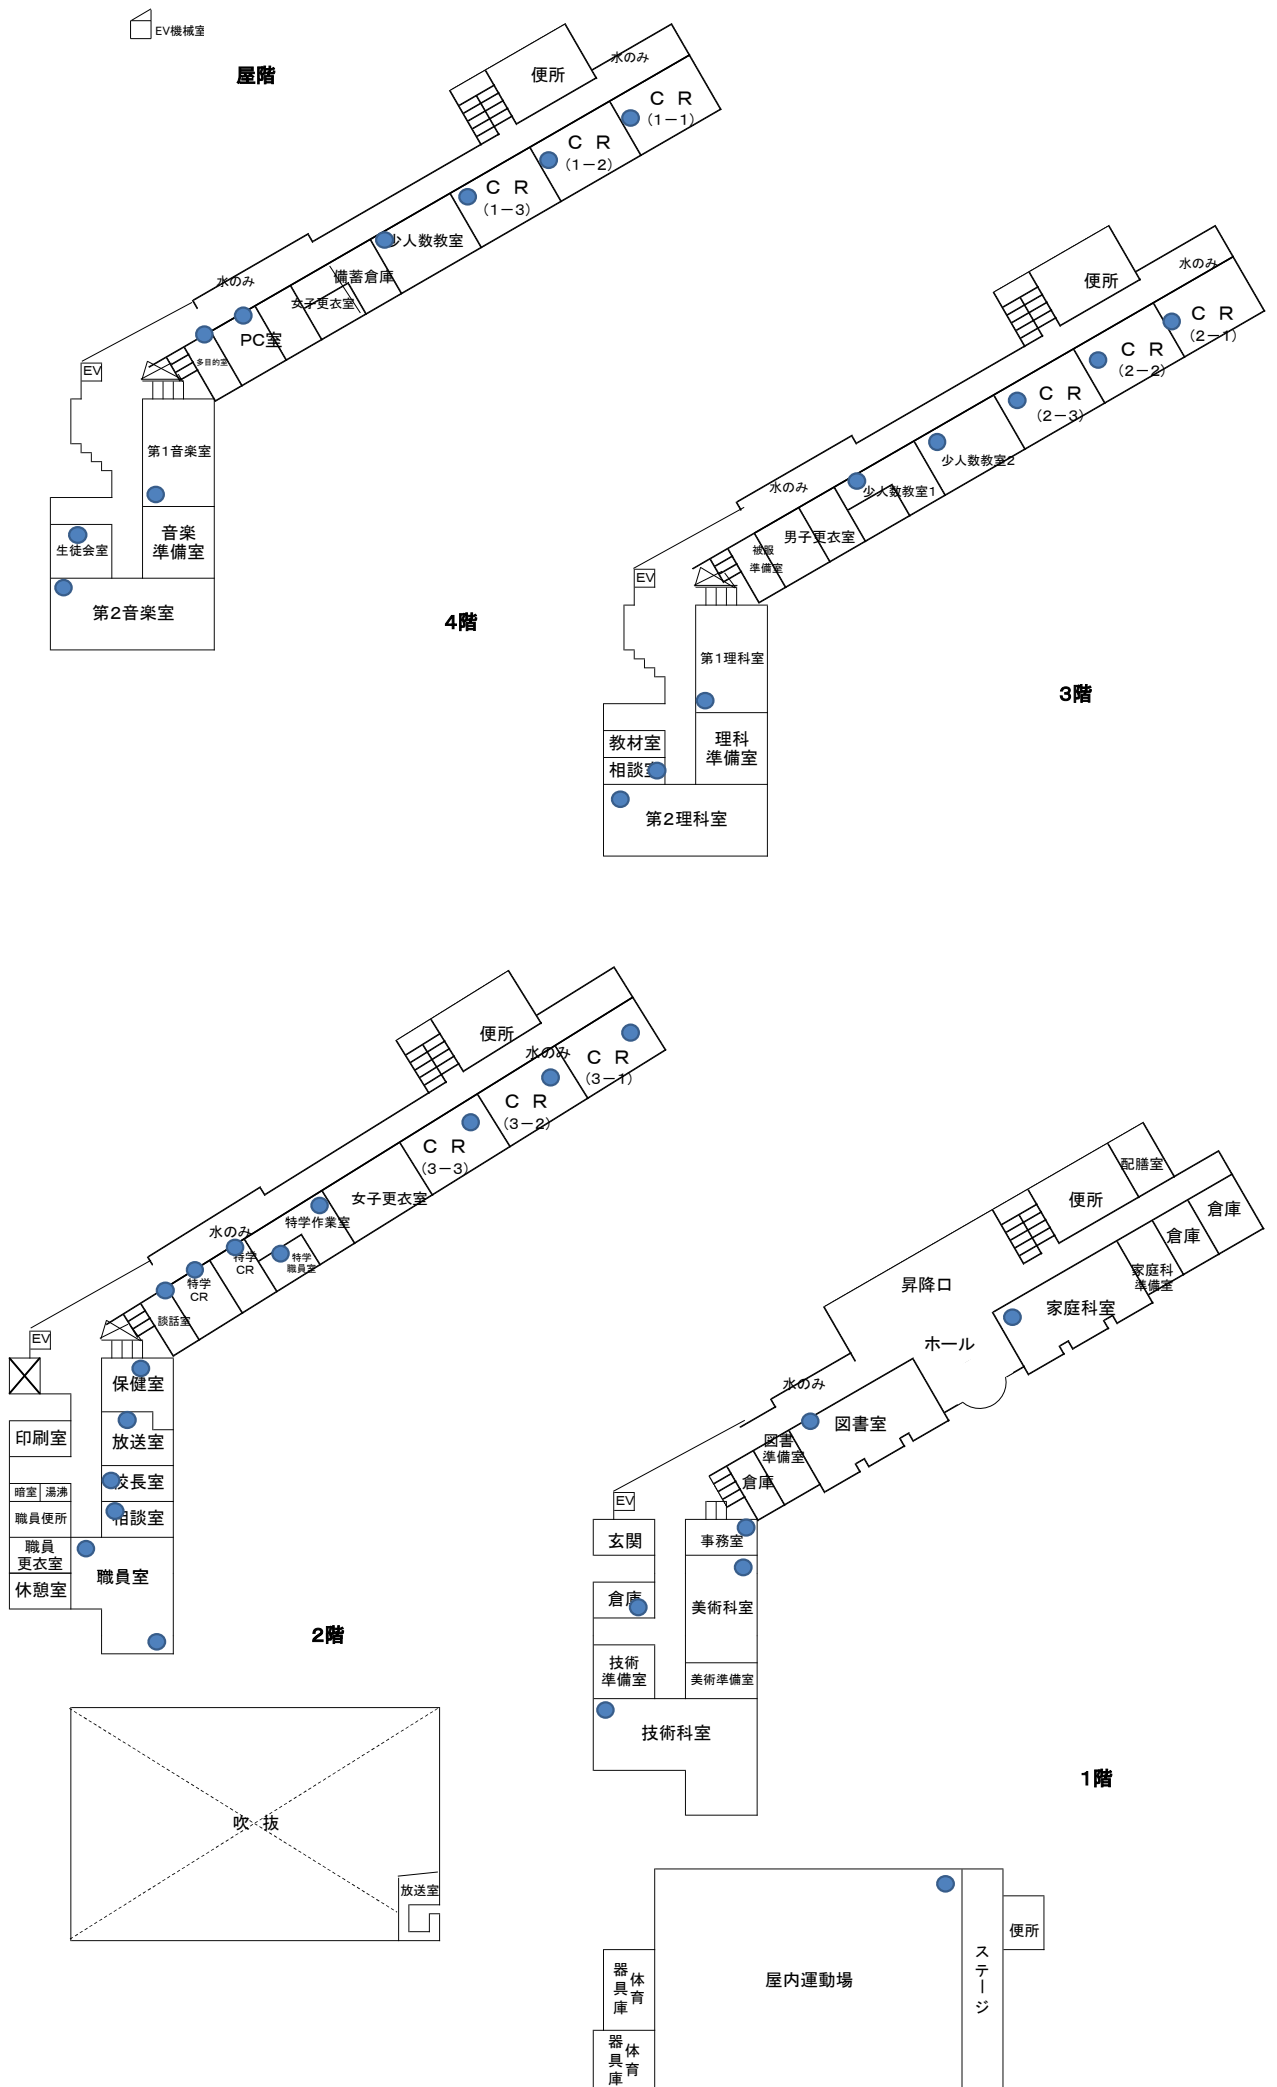 EV機械室
屋階
便所
水のみ
ＣＲ
(1－1)
ＣＲ
(1－2)
ＣＲ
(1－3)
少人数教室
備蓄倉庫
女子更衣室
水のみ
PC室
多目的室
EV
第1音楽室
音楽
準備室
生徒会室
第2音楽室
4階
便所
水のみ
ＣＲ
(2－1)
ＣＲ
(2－2)
ＣＲ
(2－3)
少人数教室2
少人数教室1
水のみ
男子更衣室
被服
準備室
EV
第1理科室
理科
準備室
教材室
相談室
第2理科室
3階
便所
水のみ
ＣＲ
(3－1)
ＣＲ
(3－2)
ＣＲ
(3－3)
女子更衣室
特学作業室
水のみ
特学
職員室
特学
CR
特学
CR
談話室
EV
保健室
放送室
印刷室
校長室
暗室
湯沸
相談室
職員便所
職員
更衣室
職員室
休憩室
2階
吹抜
放送室
配膳室
便所
倉庫
倉庫
家庭科
準備室
家庭科室
昇降口
ホール
水のみ
図書室
図書
準備室
倉庫
EV
玄関
事務室
倉庫
美術科室
技術
準備室
美術準備室
技術科室
1階
屋内運動場
ステージ
便所
体育
器具庫
体育
器具庫